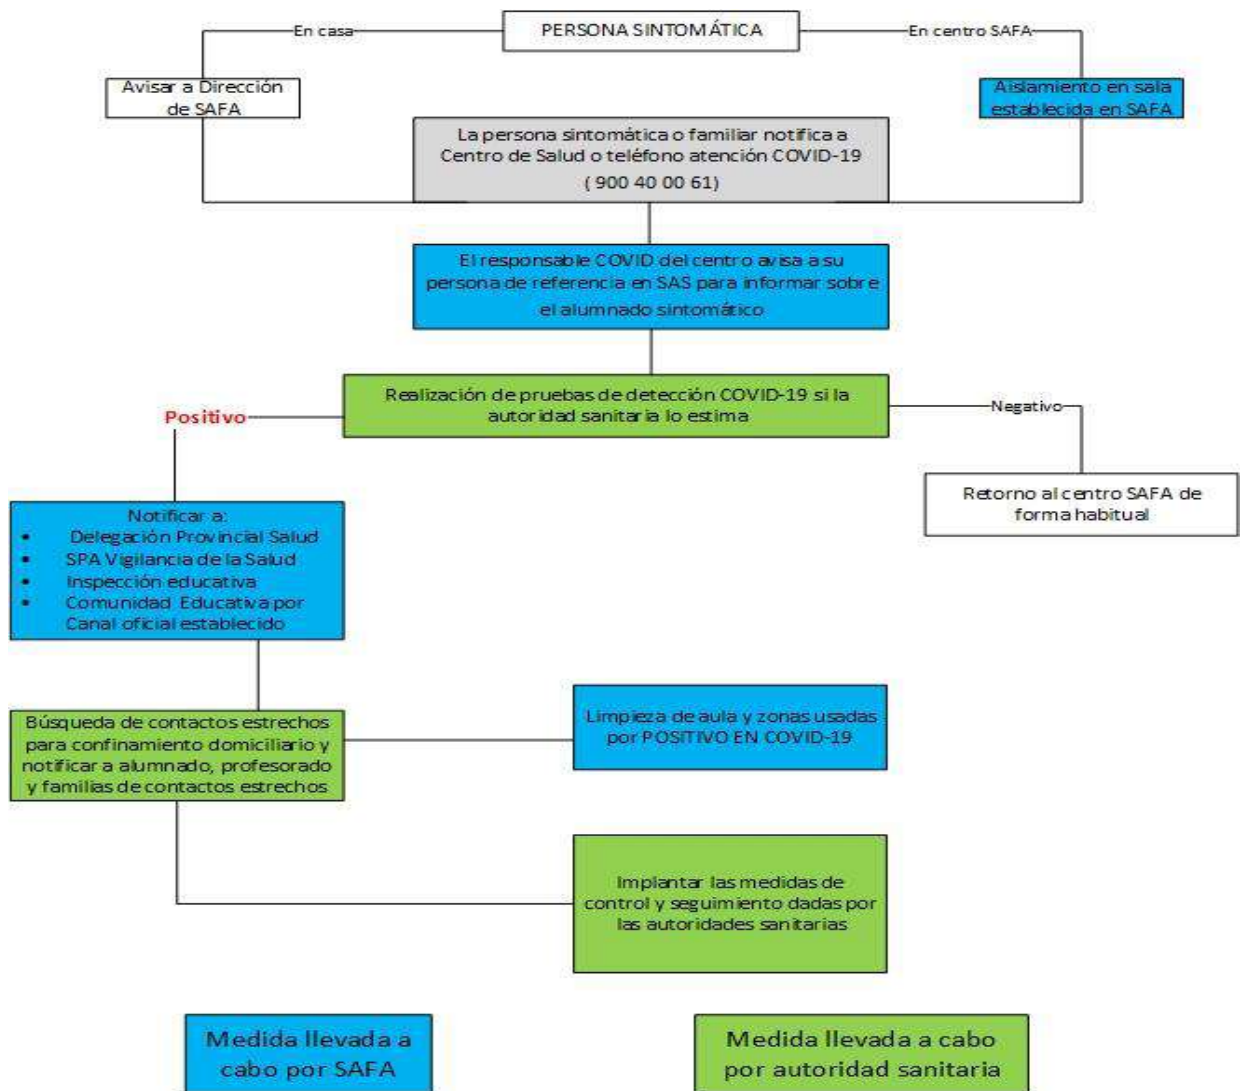 PERSONA SINTOMÁTICA
En casa
En centro SAFA
Avisar a Dirección
de SAFA
Aislamiento en sala
establecida en SAFA
La persona sintomática o familiar notifica a
Centro de Salud o teléfono atención COVID-19
( 900 40 00 61)
El responsable COVID del centro avisa a su
persona de referencia en SAS para informar sobre
el alumnado sintomático
Realización de pruebas de detección COVID-19 si la
autoridad sanitaria lo estima
Positivo
Negativo
Retorno al centro SAFA de
forma habitual
Notificar a:
• Delegación Provincial Salud
• SPA Vigilancia de la Salud
• Inspección educativa
• Comunidad Educativa por
Canal oficial establecido
Búsqueda de contactos estrechos
para confinamiento domiciliario y
notificar a alumnado, profesorado
y familias de contactos estrechos
Limpieza de aula y zonas usadas
por POSITIVO EN COVID-19
Implantar las medidas de
control y seguimiento dadas por
las autoridades sanitarias
Medida llevada a
cabo por SAFA
Medida llevada a cabo
por autoridad sanitaria